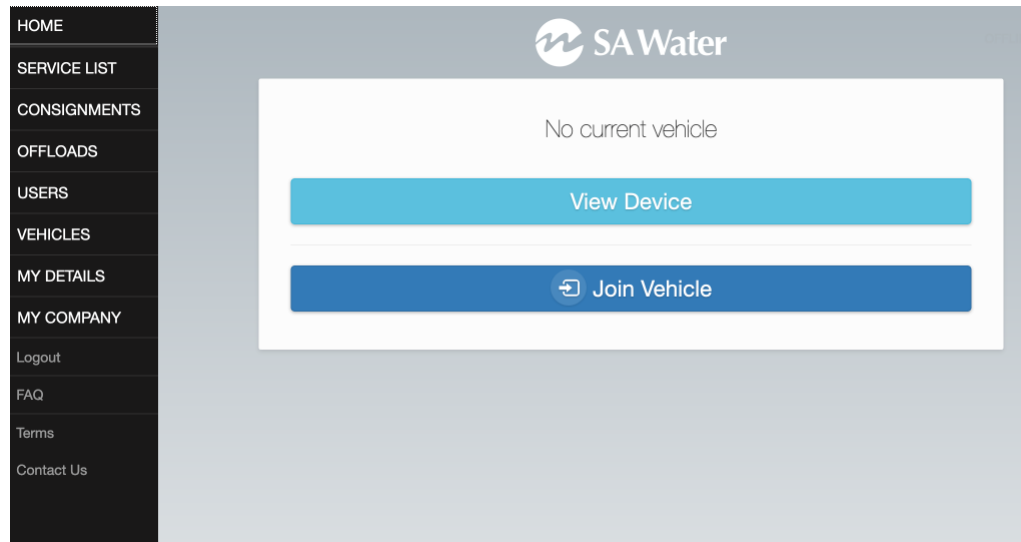 HOME
SERVICE LIST
CONSIGNMENTS
OFFLOADS
USERS
VEHICLES
MY DETAILS
MY COMPANY
Logout
FAQ
Terms
Contact Us
SA Water
No current vehicle
View Device
Join Vehicle